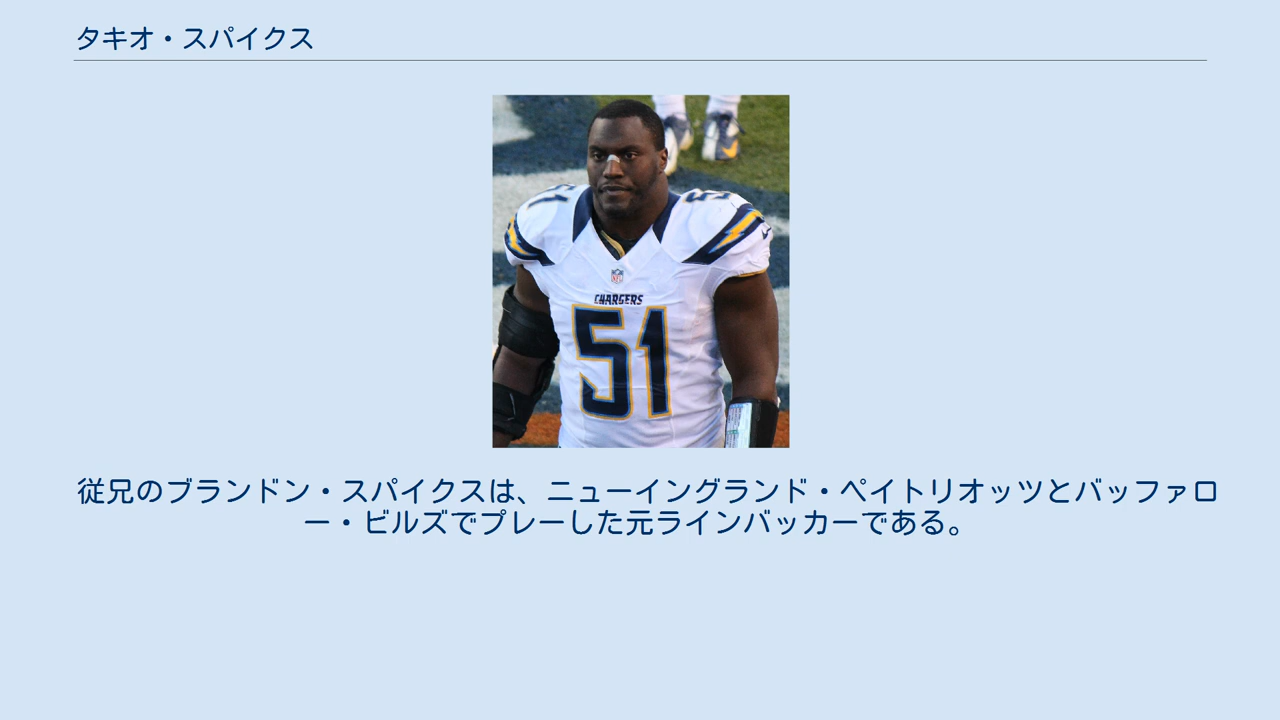 タキオ・スパイクス
51
51
NFL
CHARGERS
51
従兄のブランドン・スパイクスは、ニューイングランド・ペイトリオッツとバッファロ
ー・ビルズでプレーした元ラインバッカーである。